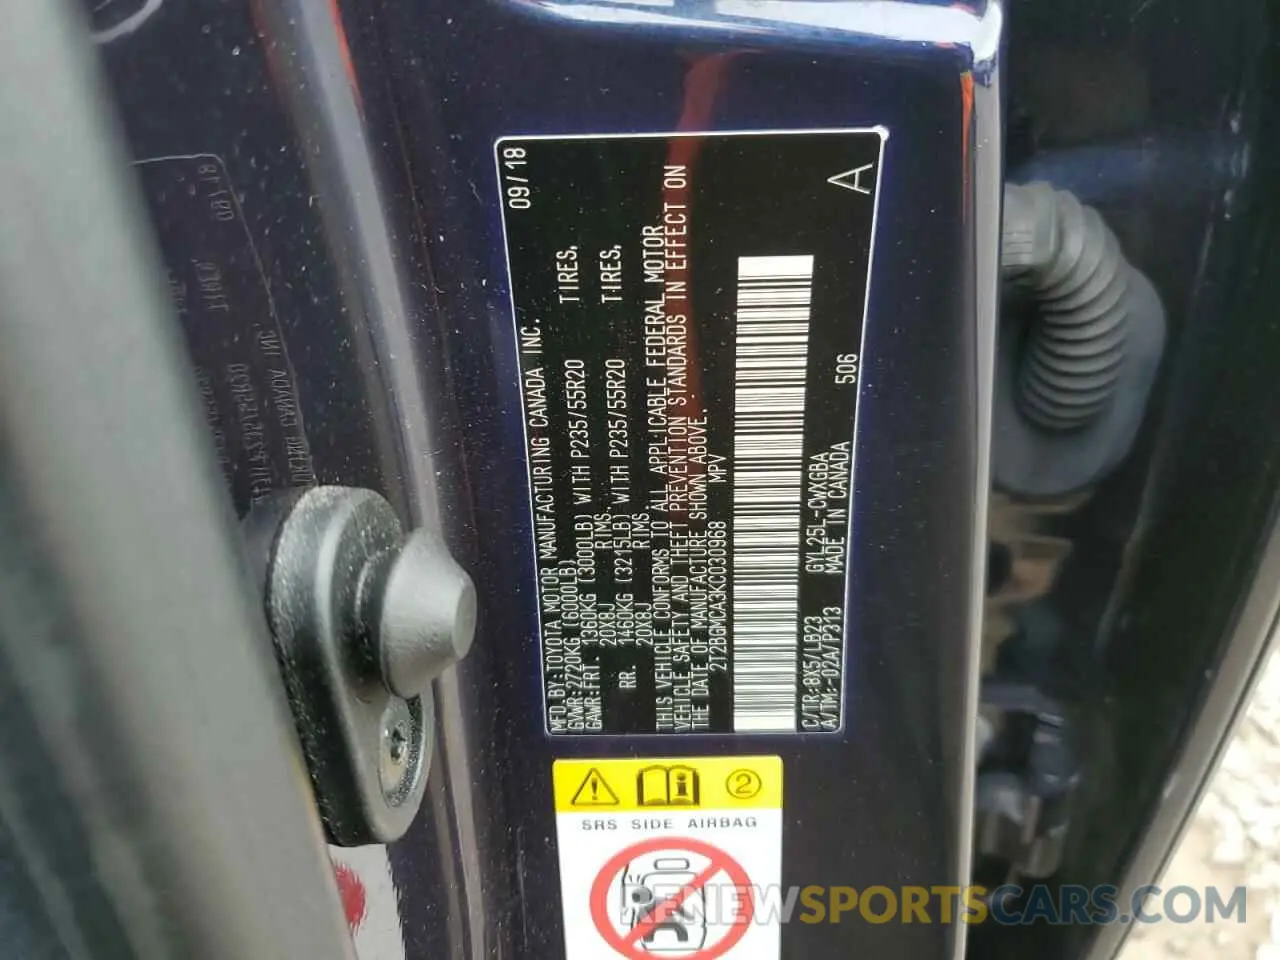 09/18
MFD.BY:TOYOTA MOTOR MANUFACTURING CANADA INC.
GVWR:2720KG(6000LB)
GAWR:FRT. 1360KG (3000LB) WITH P235/55R20 TIRES,
20X8J RIMS,
RR. 1460KG (3215LB) WITH P235/55R20 TIRES,
20X8J RIMS.
THIS VEHICLE CONFORMS TO ALL APPLICABLE FEDERAL MOTOR
VEHICLE SAFETY AND THEFT PREVENTION STANDARDS IN EFFECT ON
THE DATE OF MANUFACTURE SHOWN ABOVE.
2T2BGMCA3KC030968 MPV
C/TR:8X5/LB23 GYL25L-CWXGBA 506
A/TM:-02A/P313 MADE IN CANADA
A
2
SRS SIDE AIRBAG
RENEWSPORTSCARS.COM